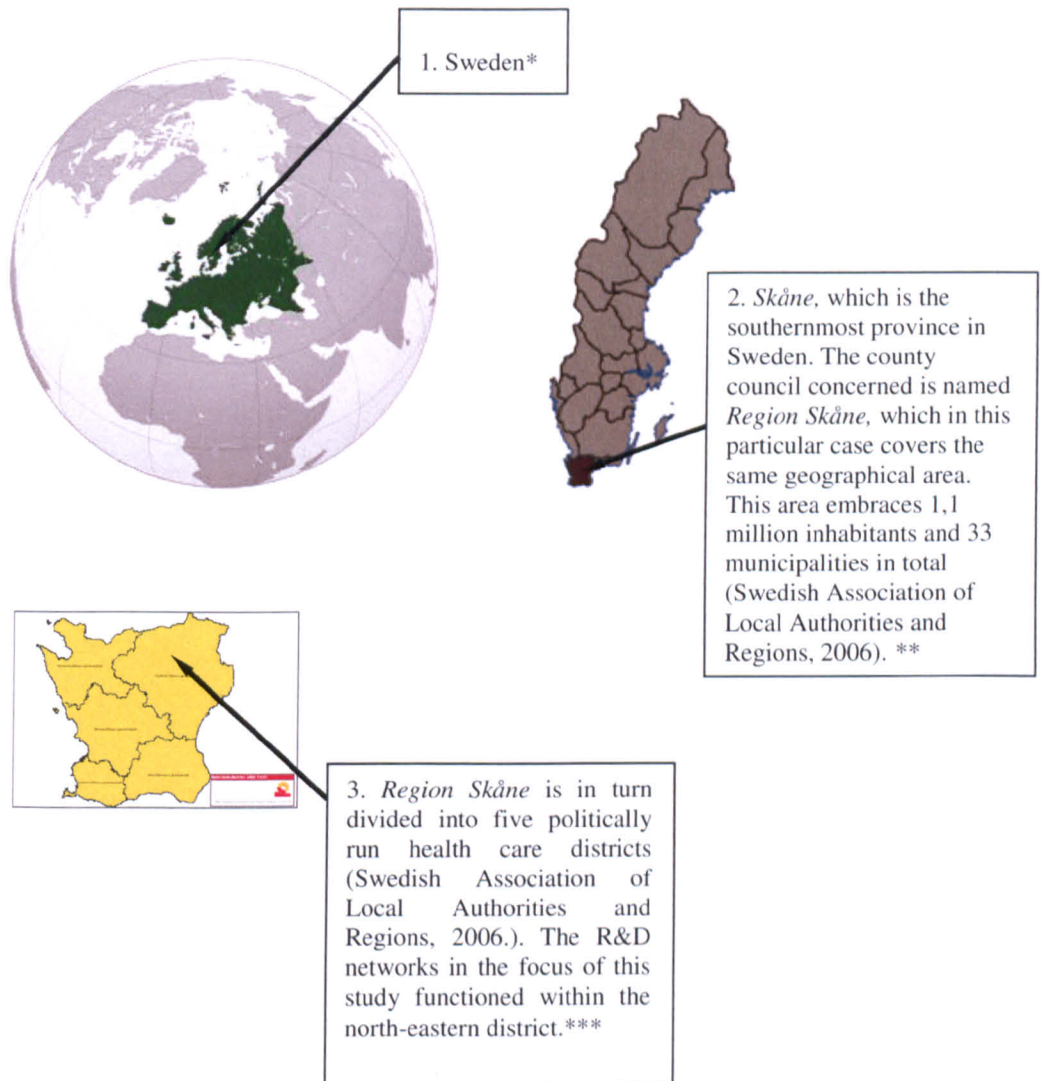 1. Sweden*
2. Skåne, which is the
southernmost province in
Sweden. The county
council concerned is named
Region Skåne, which in this
particular case covers the
same geographical area.
This area embraces 1,1
million inhabitants and 33
municipalities in total
(Swedish Association of
Local Authorities and
Regions, 2006). **
3. Region Skåne is in turn
divided into five politically
run health care districts
(Swedish Association of
Local Authorities and
Regions, 2006.). The R&D
networks in the focus of this
study functioned within the
north-eastern district.***